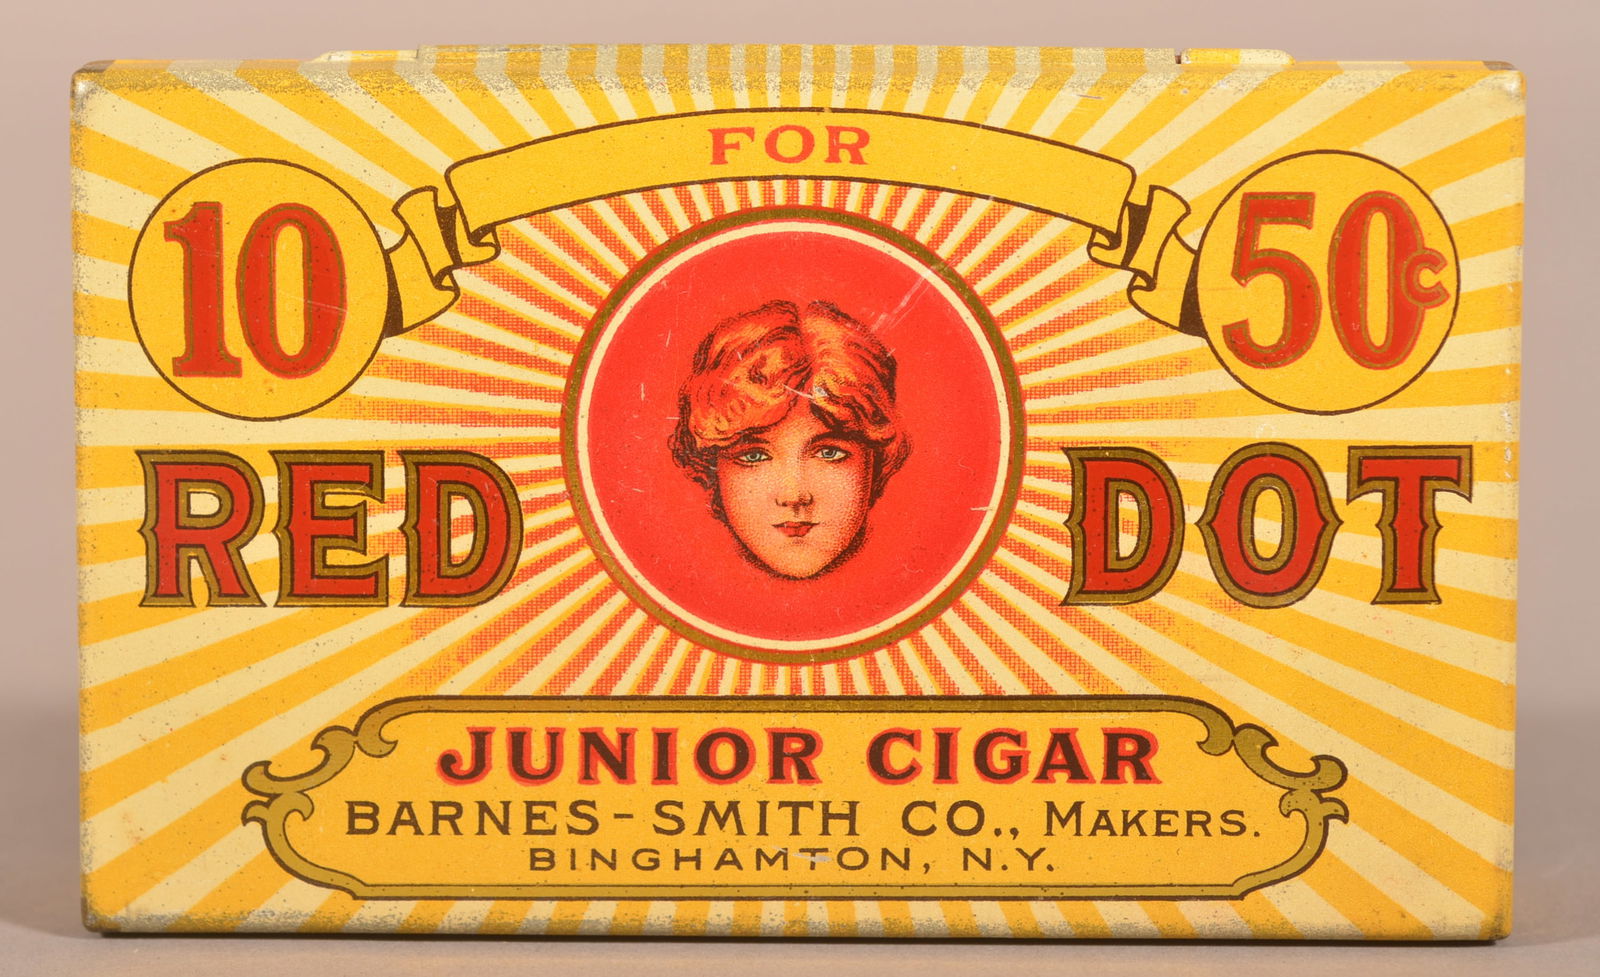 FOR
10 50c
RED DOT
JUNIOR CIGAR
BARNES-SMITH CO., MAKERS.
BINGHAMTON, N.Y.